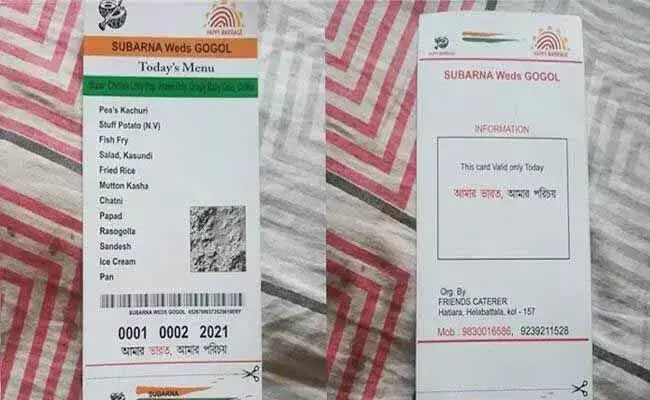 HAPPY MARRIAGE
SUBARNA Weds GOGOL
Today's Menu
Pea's Kachuri
Stuff Potato (N.V)
Fish Fry
Salad, Kasundi
Fried Rice
Mutton Kasha
Chatni
Papad
Rasogolla
Sandesh
Ice Cream
Pan
SUBARNA WEDS GOGOL
0001 0002 2021
আমার ভারত, আমার পরিচয়
SUBARNA
HAPPY MARRIAGE
SUBARNA Weds GOGOL
INFORMATION
This card Valid only Today
আমার ভারত, আমার পরিচয়
Org. By
FRIENDS CATERER
Hatiara, Helabattala, kol - 157
Mob : 9830016586, 9239211528